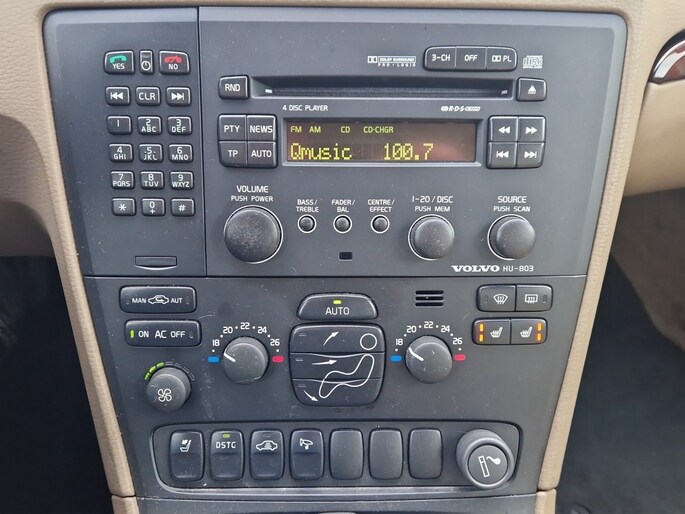 YES
NO
CLR
1
2 ABC
3 DEF
4 GHI
5 JKL
6 MNO
7 PQRS
8 TUV
9 WXYZ
*
0
+
#
DOLBY SURROUND
PRO·LOGIC
3-CH OFF PL
RND
4 DISC PLAYER
R·D·S
PTY NEWS
TP AUTO
FM AM CD CD·CHGR
Qmusic 100.7
VOLUME
PUSH POWER
BASS/
TREBLE
FADER/
BAL
CENTRE/
EFFECT
1-20 / DISC
PUSH MEM
SOURCE
PUSH SCAN
VOLVO HU-803
MAN AUT
ON AC OFF
AUTO
18 20 22 24 26
18 20 22 24 26
DSTC